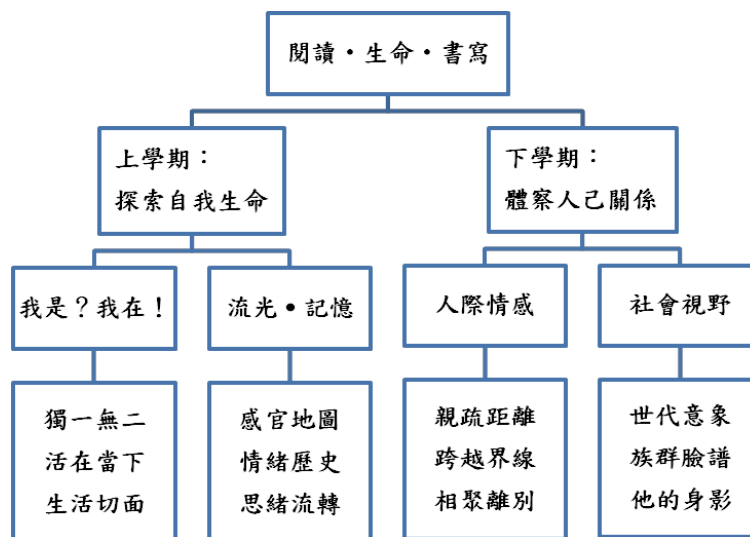 閱讀・生命・書寫
上學期：
探索自我生命
下學期：
體察人己關係
我是？我在！
流光•記憶
人際情感
社會視野
獨一無二
活在當下
生活切面
感官地圖
情緒歷史
思緒流轉
親疏距離
跨越界線
相聚離別
世代意象
族群臉譜
他的身影